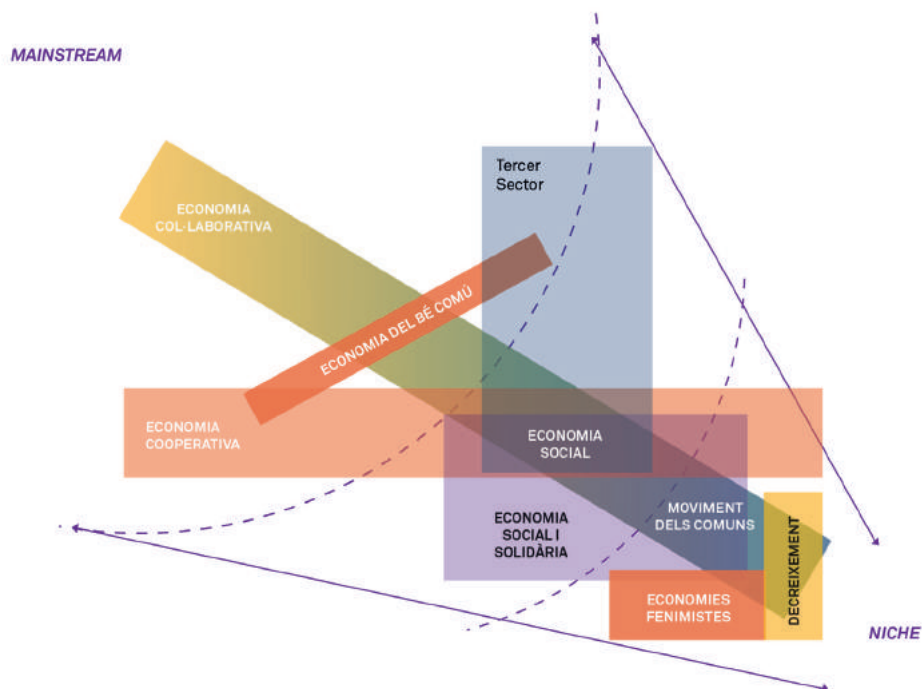 MAINSTREAM
Tercer
Sector
ECONOMIA
COL·LABORATIVA
ECONOMIA DEL BÉ COMÚ
ECONOMIA
COOPERATIVA
ECONOMIA
SOCIAL
ECONOMIA
SOCIAL I
SOLIDÀRIA
MOVIMENT
DELS COMUNS
DECREIXEMENT
ECONOMIES
FENIMISTES
NICHE